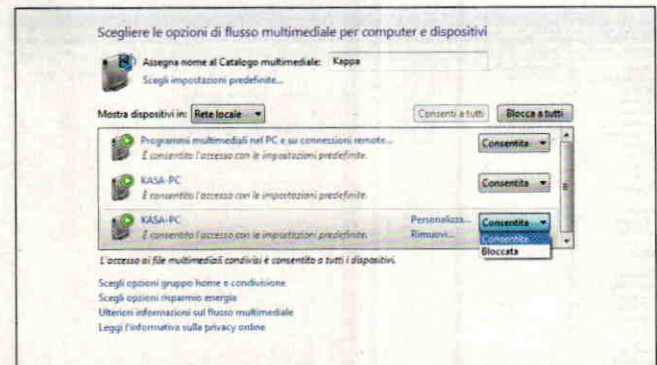 Scegliere le opzioni di flusso multimediale per computer e dispositivi
Assegna nome al Catalogo multimediale: Kappa
Scegli impostazioni predefinite...
Mostra dispositivi in: Rete locale Consenti a tutti Blocca a tutti
Programmi multimediali nel PC e su connessioni remote... Consentita
È consentito l'accesso con le impostazioni predefinite.
KASA-PC Consentita
È consentito l'accesso con le impostazioni predefinite.
KASA-PC Personalizza... Consentita
È consentito l'accesso con le impostazioni predefinite. Rimuovi... Consentita
Bloccata
L'accesso ai file multimediali condivisi è consentito a tutti i dispositivi.
Scegli opzioni gruppo home e condivisione
Scegli opzioni risparmio energia
Ulteriori informazioni sul flusso multimediale
Leggi l'informativa sulla privacy online